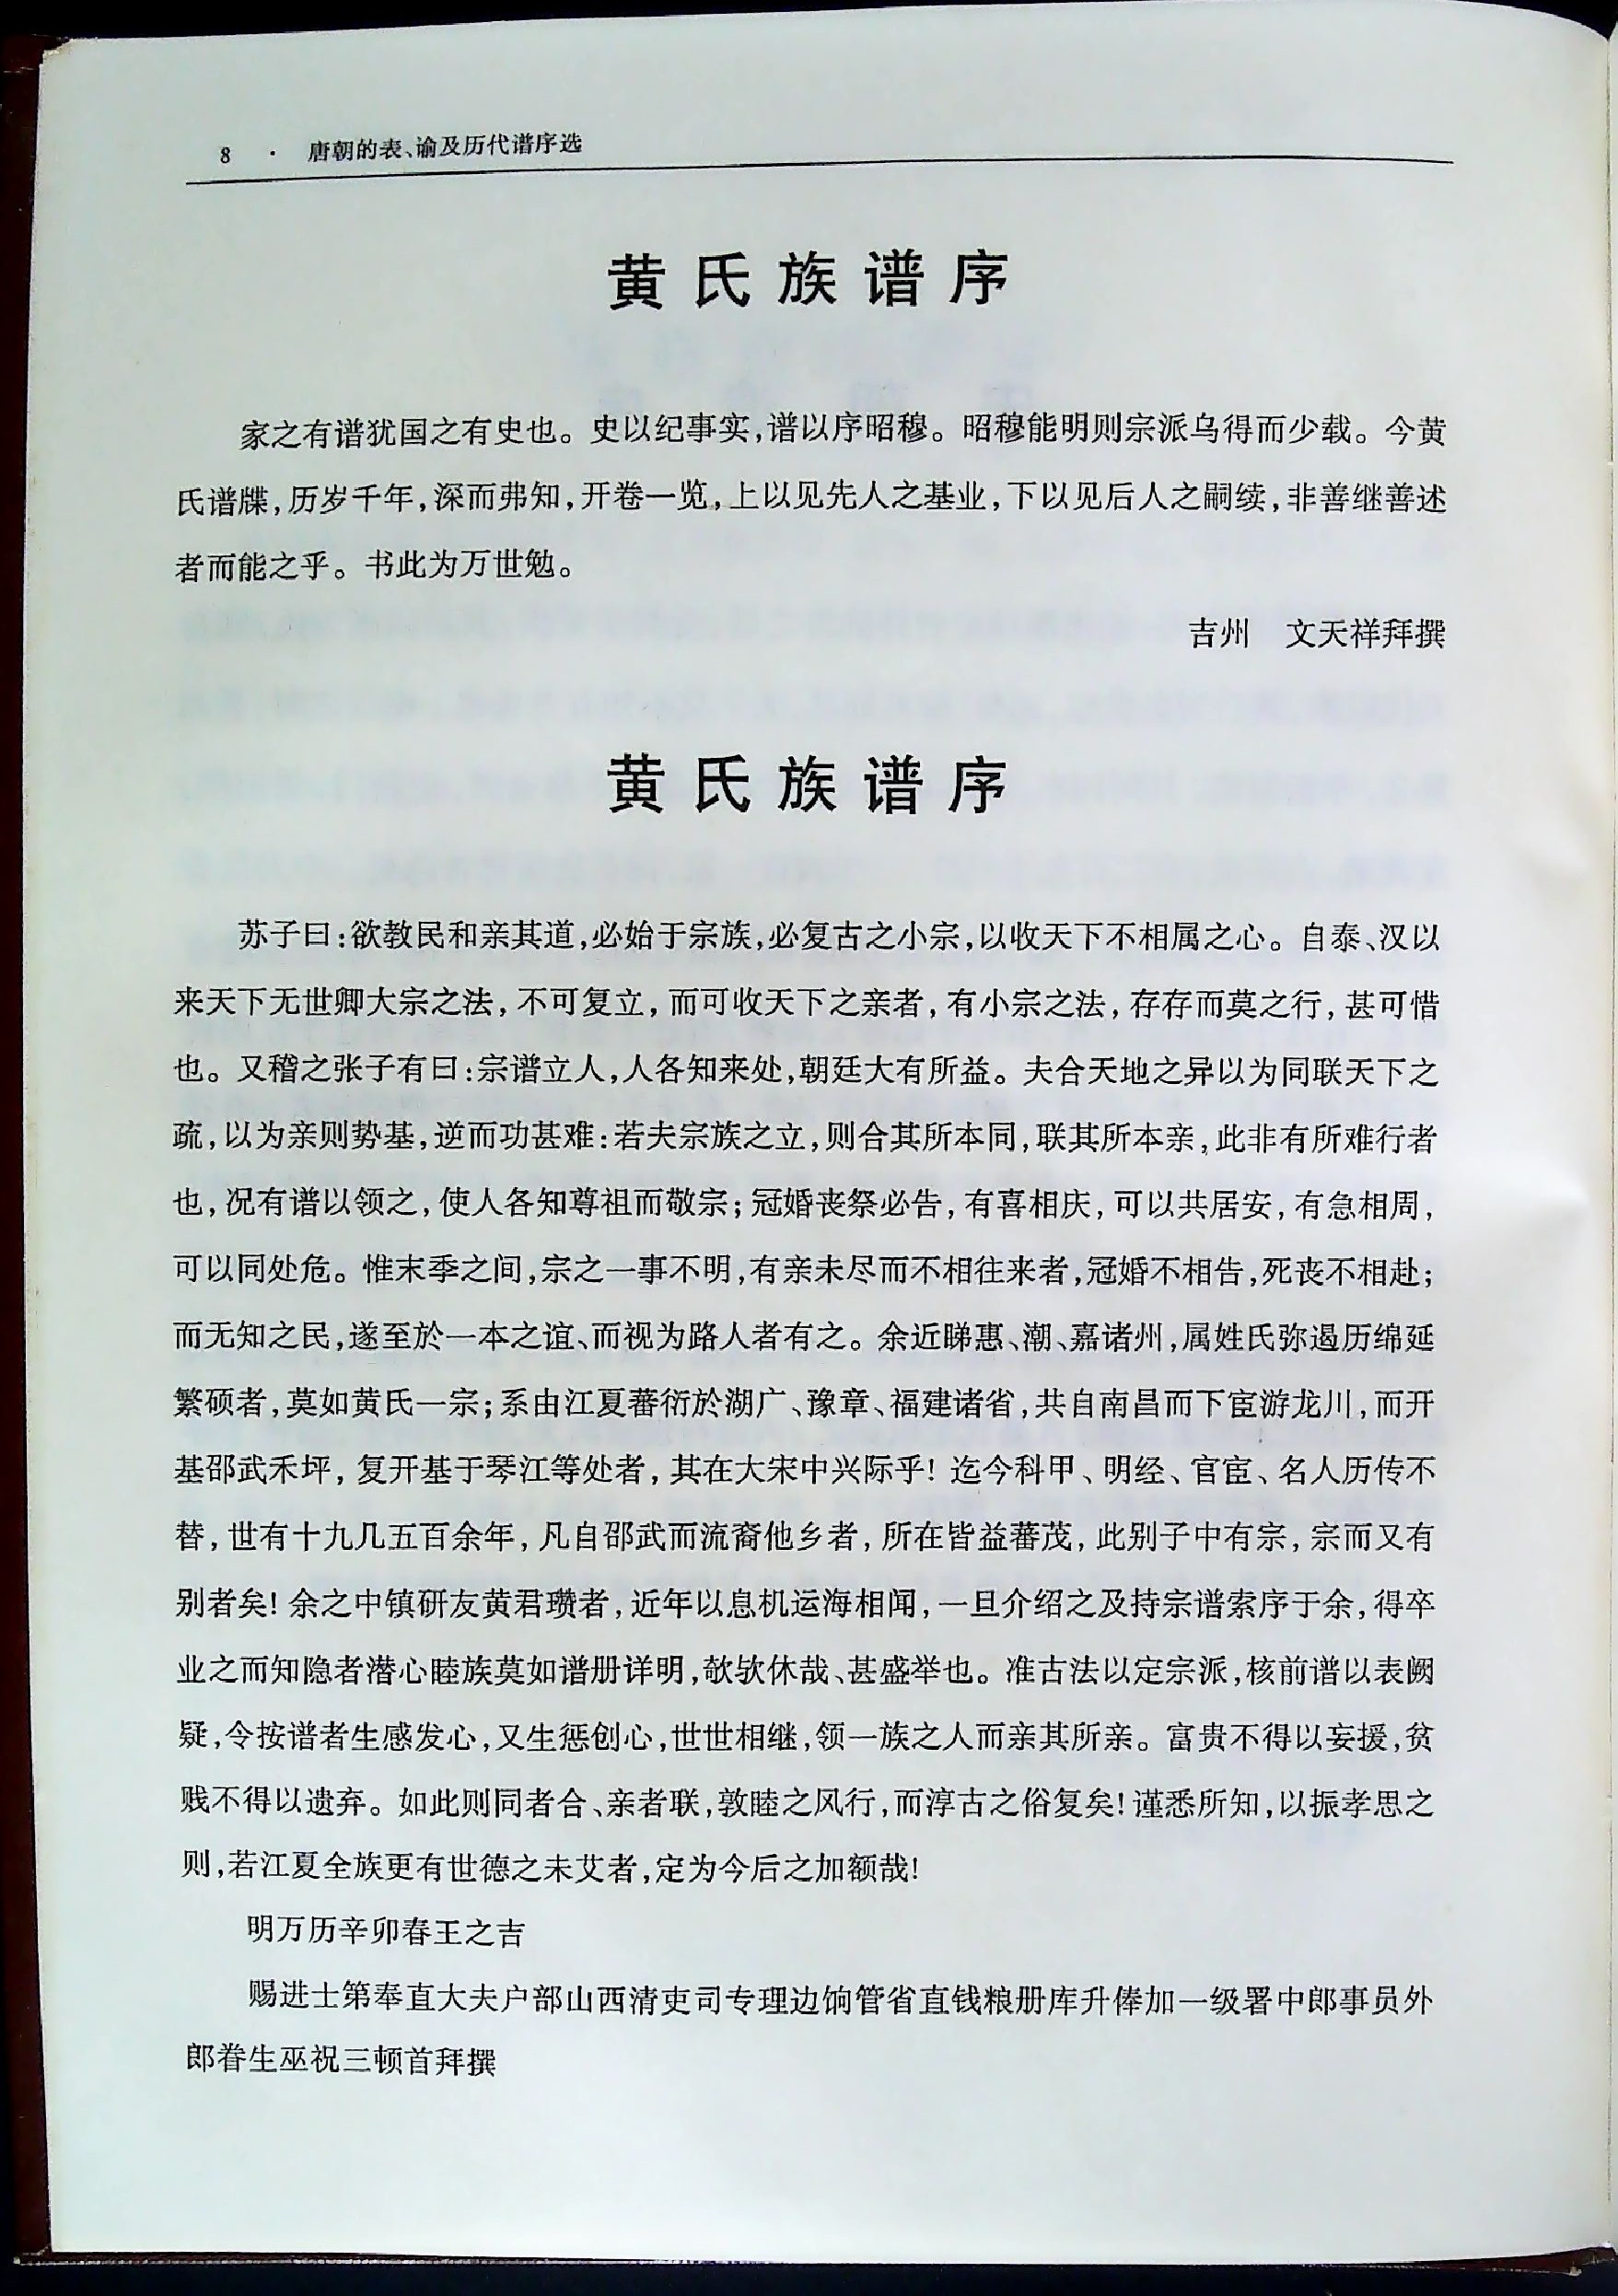 8 · 唐朝的表、谕及历代谱序选
黄氏族谱序
家之有谱犹国之有史也。史以纪事实,谱以序昭穆。昭穆能明则宗派乌得而少载。今黄
氏谱牒,历岁千年,深而弗知,开卷一览,上以见先人之基业,下以见后人之嗣续,非善继善述
者而能之乎。书此为万世勉。
吉州 文天祥拜撰
黄氏族谱序
苏子曰:欲教民和亲其道,必始于宗族,必复古之小宗,以收天下不相属之心。自泰、汉以
来天下无世卿大宗之法,不可复立,而可收天下之亲者,有小宗之法,存存而莫之行,甚可惜
也。又稽之张子有曰:宗谱立人,人各知来处,朝廷大有所益。夫合天地之异以为同联天下之
疏,以为亲则势基,逆而功甚难:若夫宗族之立,则合其所本同,联其所本亲,此非有所难行者
也,况有谱以领之,使人各知尊祖而敬宗;冠婚丧祭必告,有喜相庆,可以共居安,有急相周,
可以同处危。惟末季之间,宗之一事不明,有亲未尽而不相往来者,冠婚不相告,死丧不相赴;
而无知之民,遂至於一本之谊、而视为路人者有之。余近睇惠、潮、嘉诸州,属姓氏弥遏历绵延
繁硕者,莫如黄氏一宗;系由江夏蕃衍於湖广、豫章、福建诸省,共自南昌而下宦游龙川,而开
基邵武禾坪,复开基于琴江等处者,其在大宋中兴际乎!迄今科甲、明经、官宦、名人历传不
替,世有十九几五百余年,凡自邵武而流裔他乡者,所在皆益蕃茂,此别子中有宗,宗而又有
别者矣!余之中镇研友黄君瓒者,近年以息机运海相闻,一旦介绍之及持宗谱索序于余,得卒
业之而知隐者潜心睦族莫如谱册详明,欹欤休哉、甚盛举也。准古法以定宗派,核前谱以表阙
疑,令按谱者生感发心,又生惩创心,世世相继,领一族之人而亲其所亲。富贵不得以妄援,贫
贱不得以遗弃。如此则同者合、亲者联,敦睦之风行,而淳古之俗复矣!谨悉所知,以振孝思之
则,若江夏全族更有世德之未艾者,定为今后之加额哉!
明万历辛卯春王之吉
赐进士第奉直大夫户部山西清吏司专理边饷管省直钱粮册库升俸加一级署中郎事员外
郎眷生巫祝三顿首拜撰